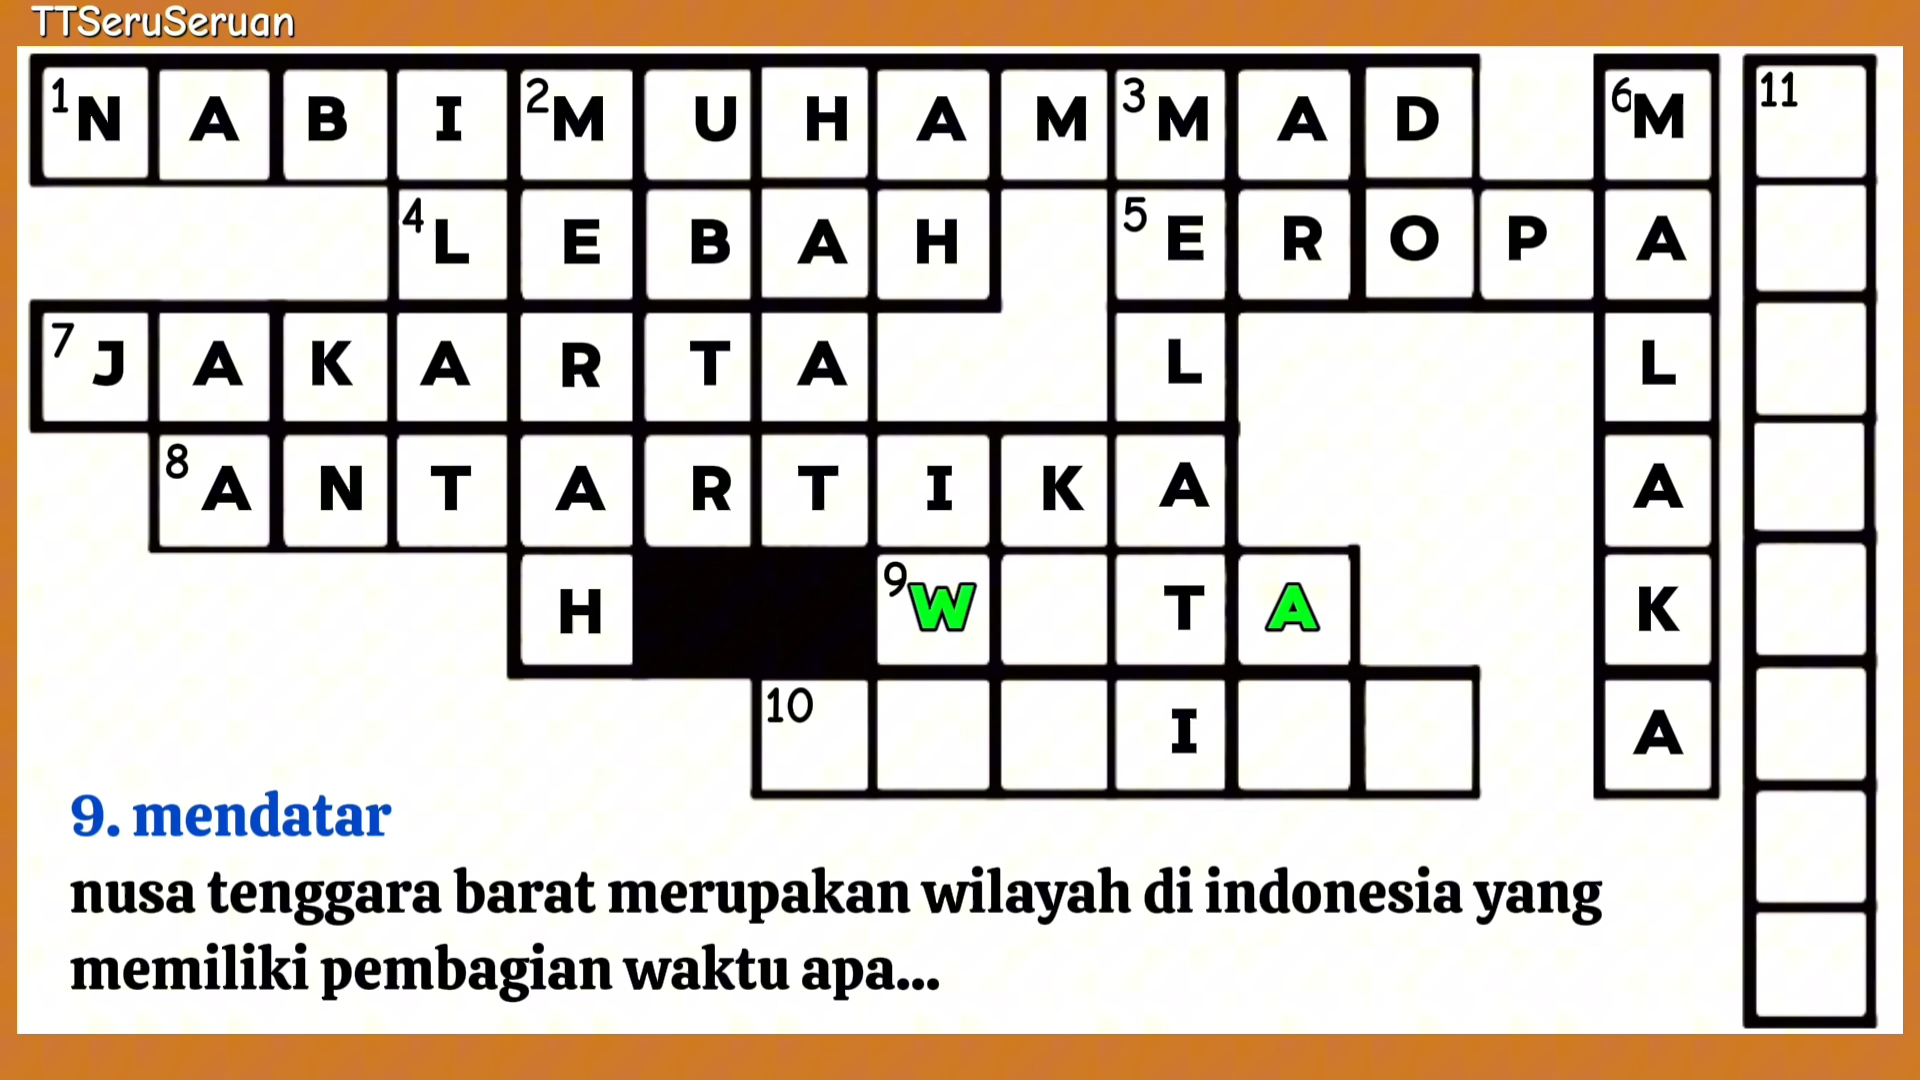 TTSeruSeruan
1 N A B I 2 M U H A M 3 M A D 6 M 11
4 L E B A H 5 E R O P A
7 J A K A R T A L L
8 A N T A R T I K A A
H 9 W T A K
10 I A
9. mendatar
nusa tenggara barat merupakan wilayah di indonesia yang
memiliki pembagian waktu apa...